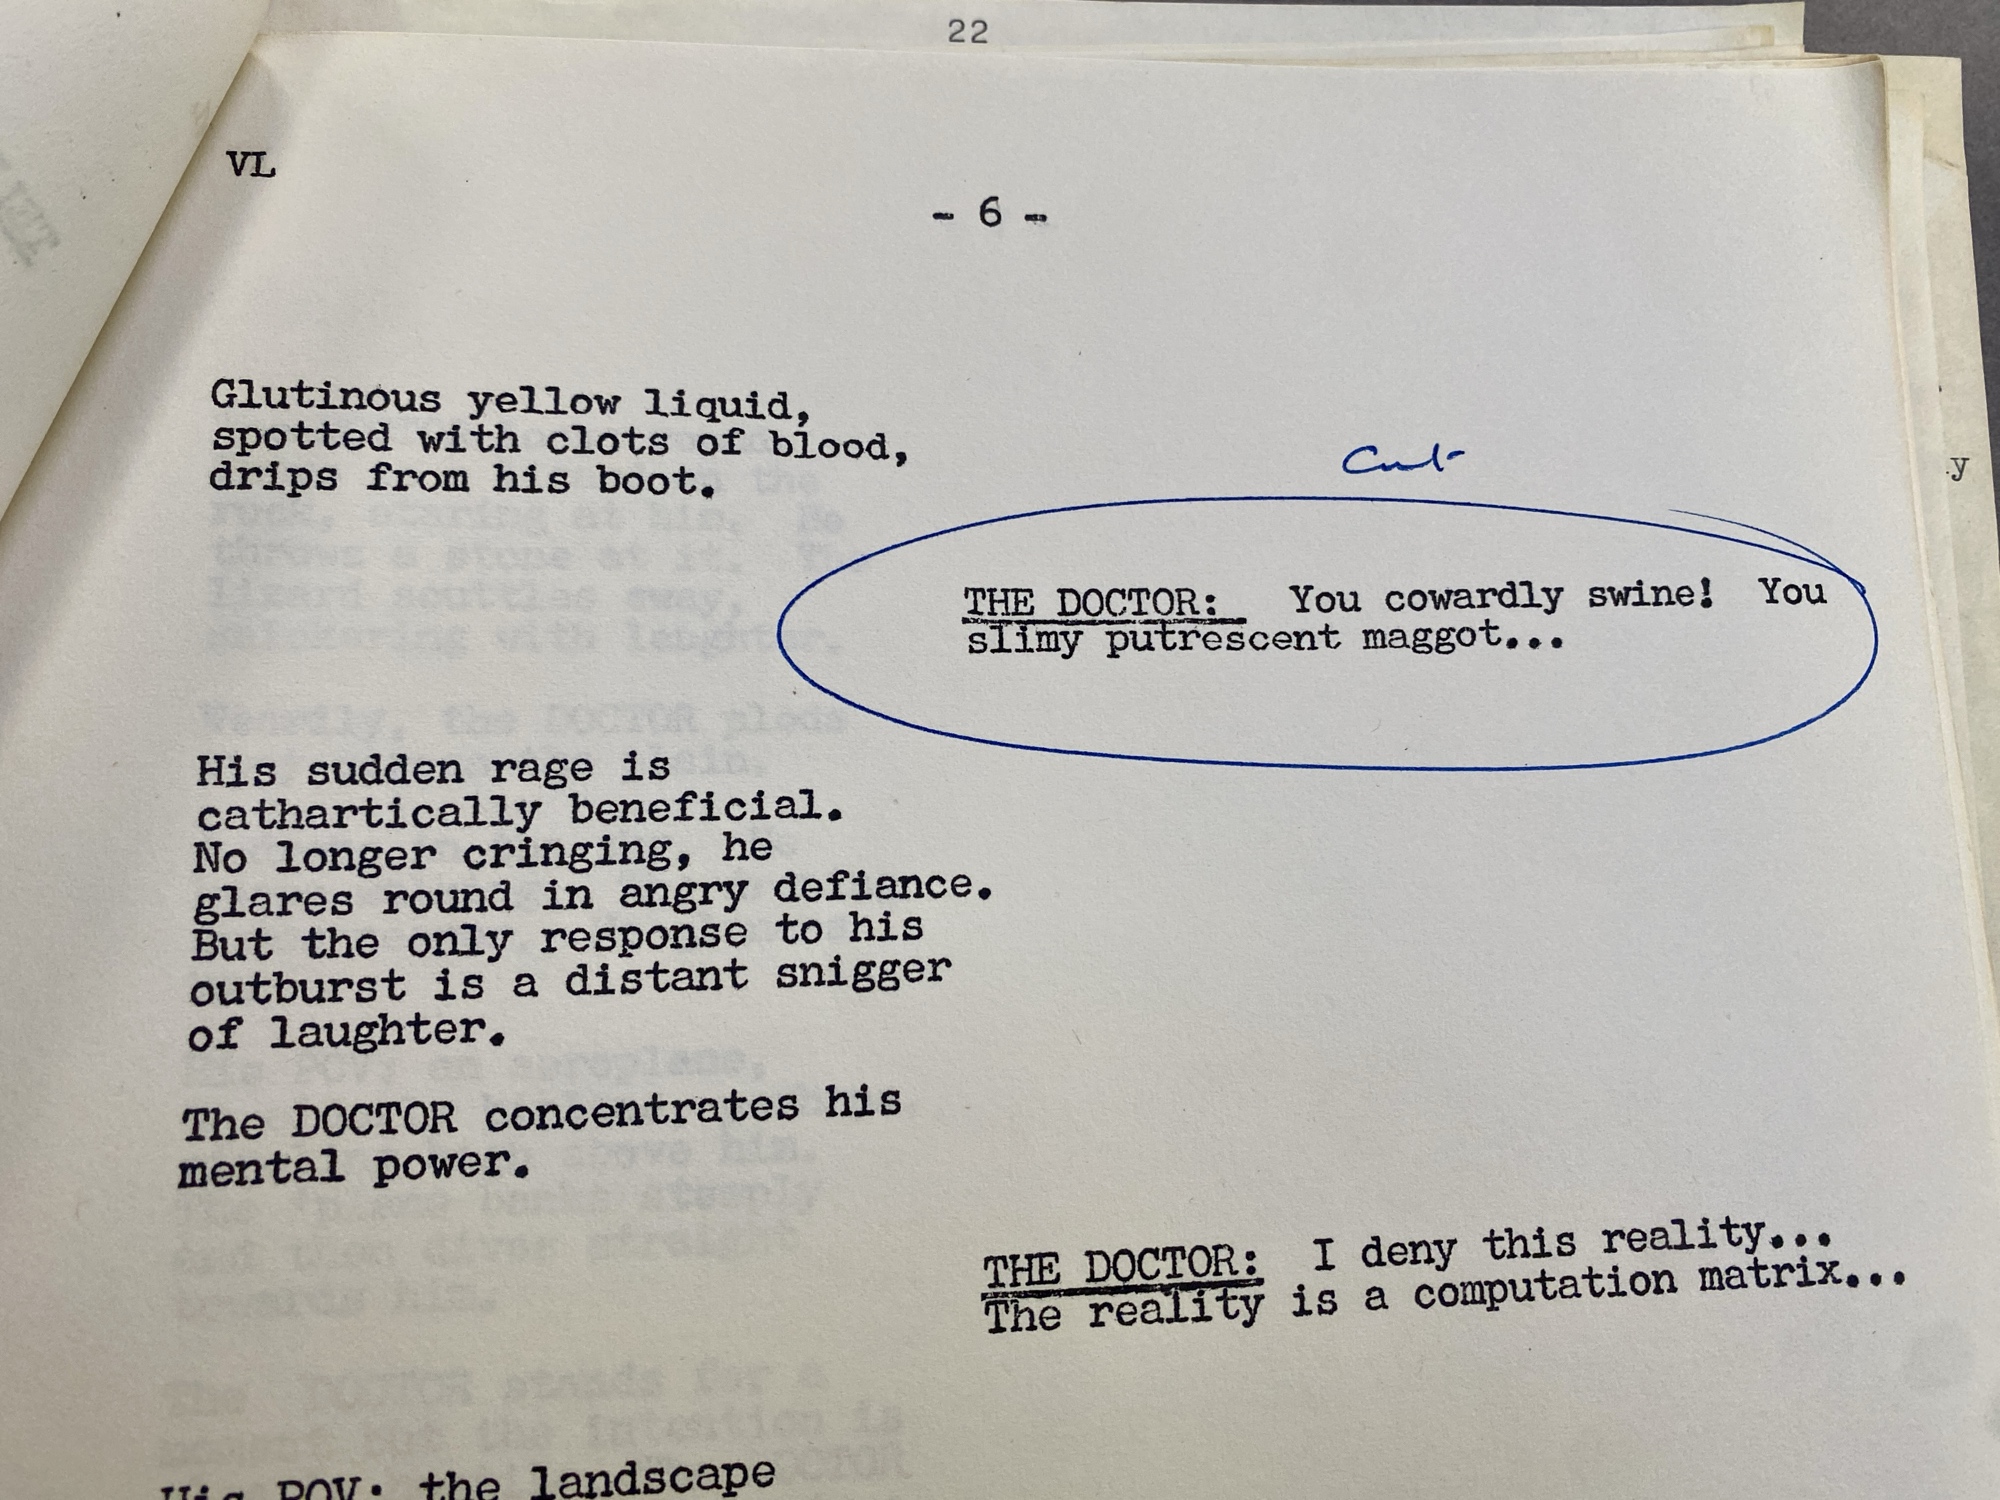 22
VL
- 6 -
Glutinous yellow liquid,
spotted with clots of blood,
drips from his boot.
Cut
THE DOCTOR: You cowardly swine! You
slimy putrescent maggot...
His sudden rage is
cathartically beneficial.
No longer cringing, he
glares round in angry defiance.
But the only response to his
outburst is a distant snigger
of laughter.
The DOCTOR concentrates his
mental power.
THE DOCTOR: I deny this reality...
The reality is a computation matrix...
His POV: the landscape